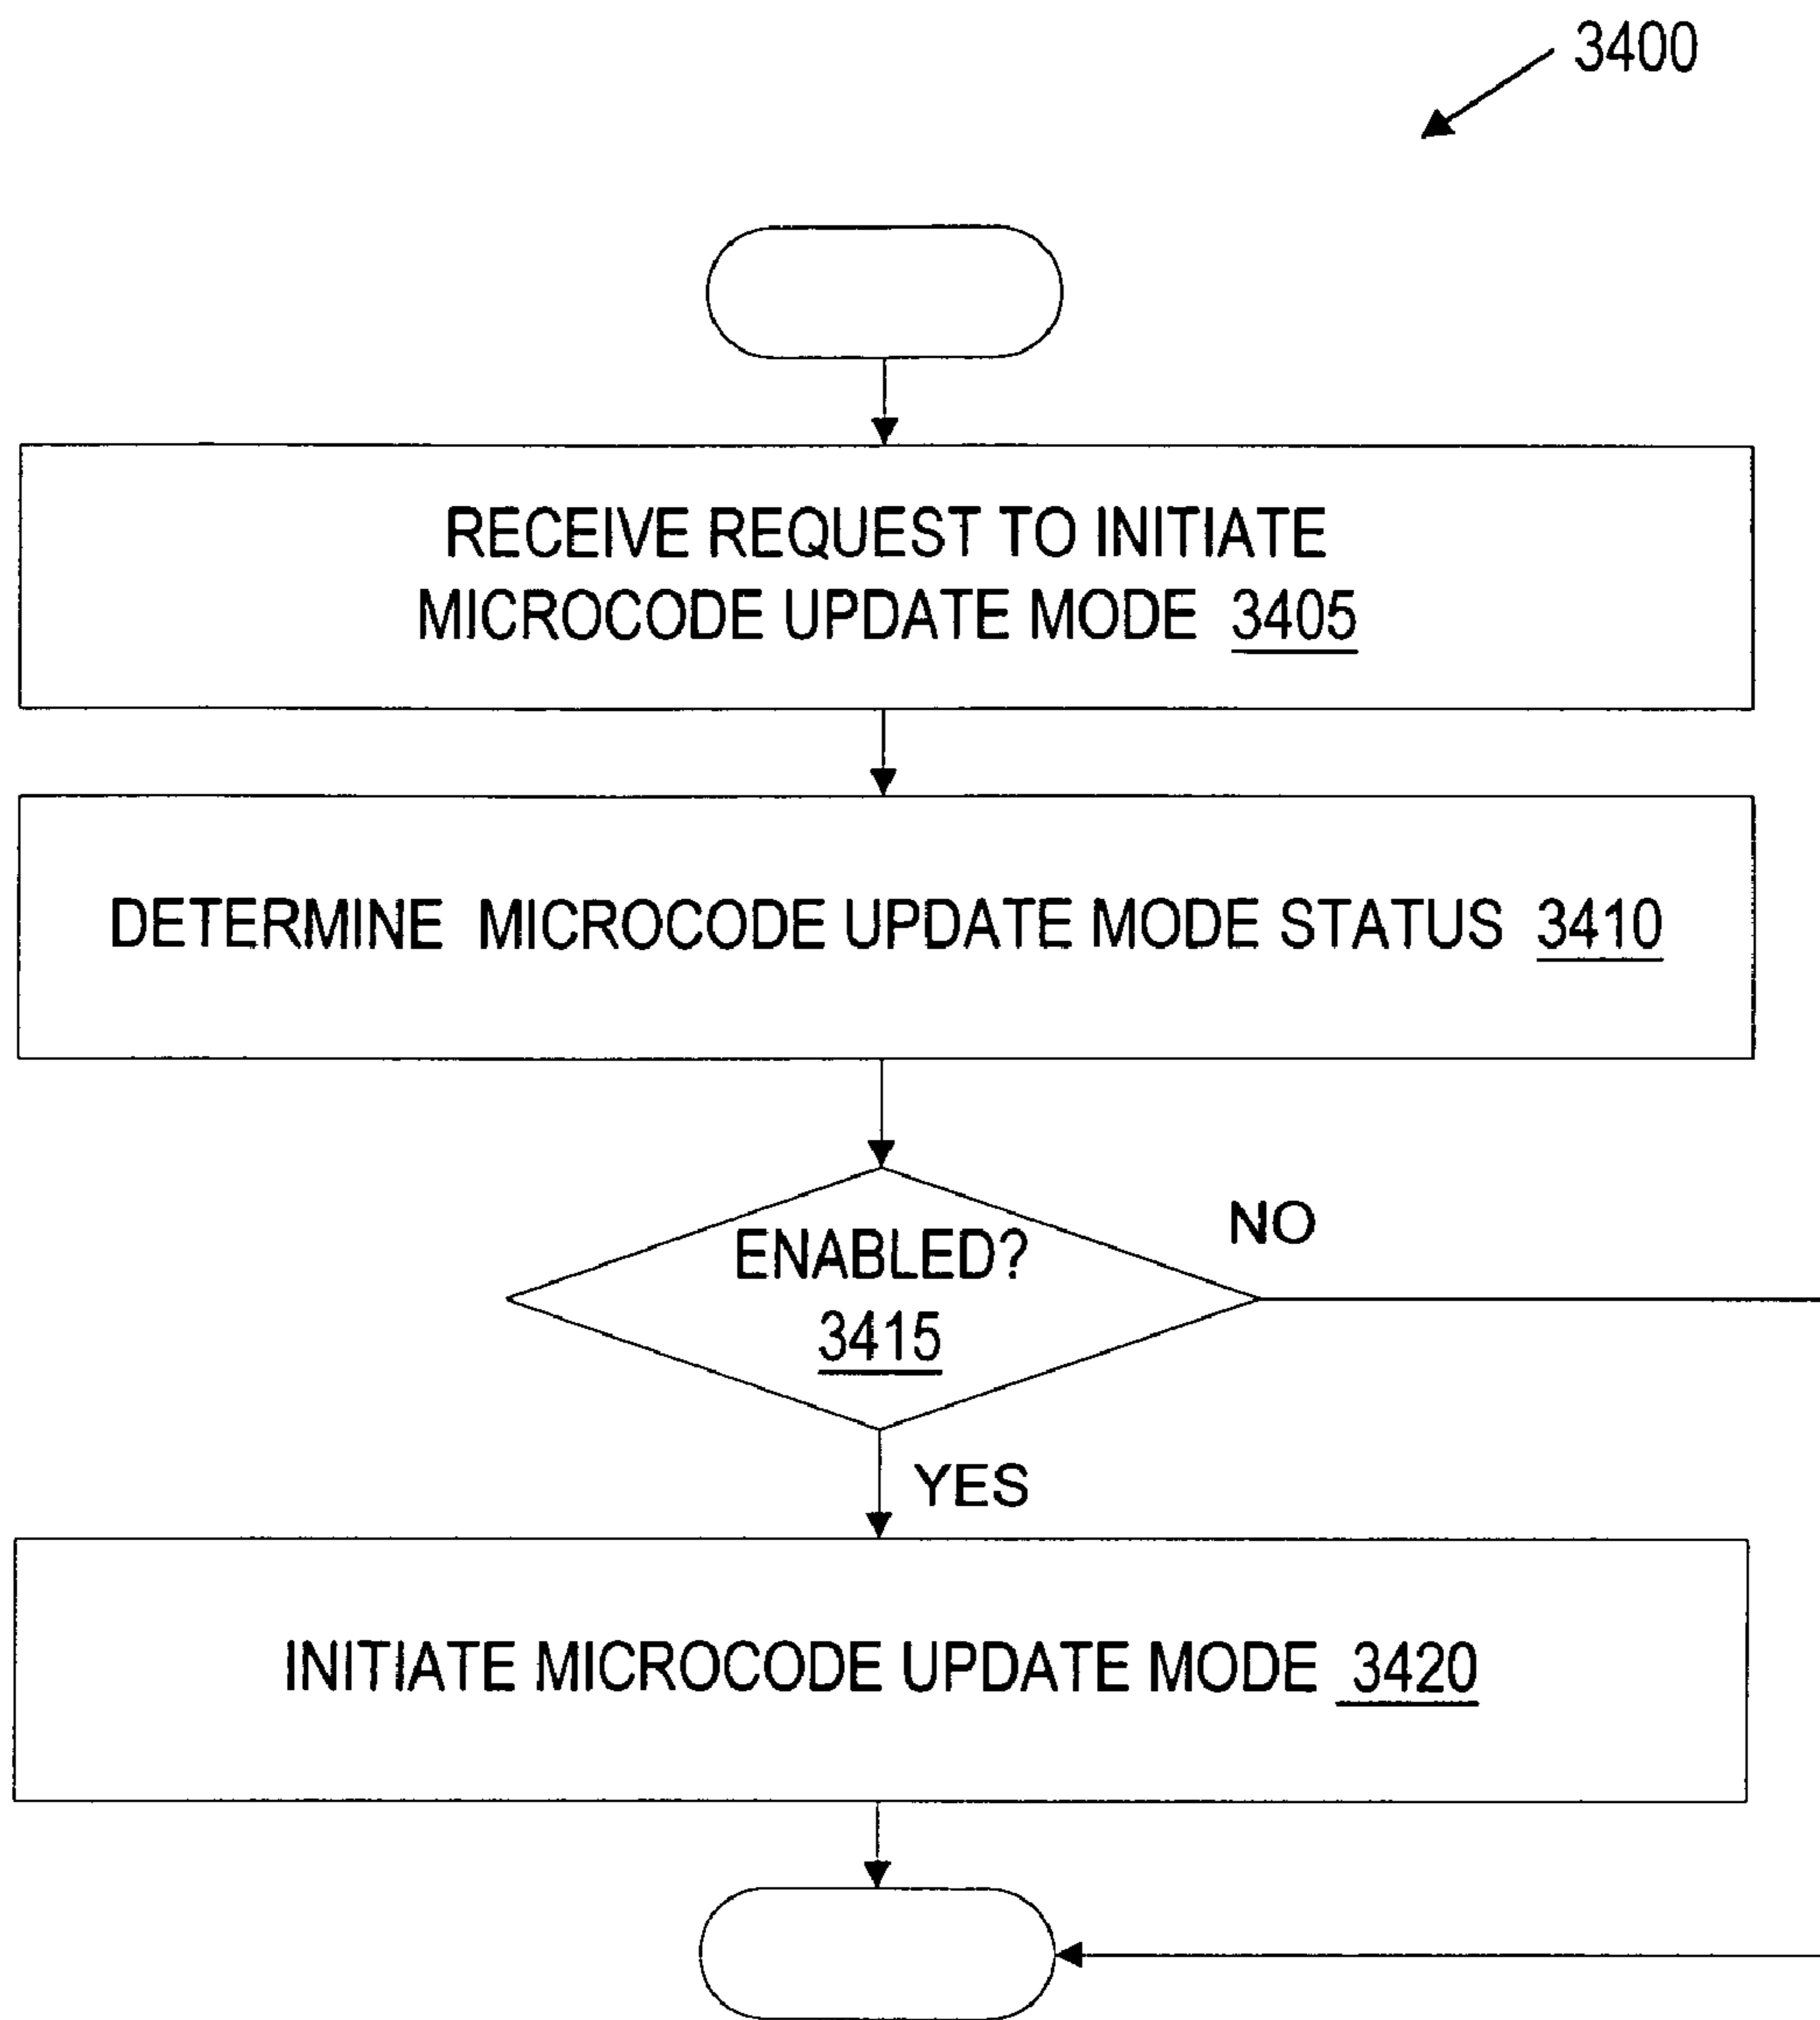 3400
RECEIVE REQUEST TO INITIATE
MICROCODE UPDATE MODE 3405
DETERMINE MICROCODE UPDATE MODE STATUS 3410
ENABLED?
3415
NO
YES
INITIATE MICROCODE UPDATE MODE 3420